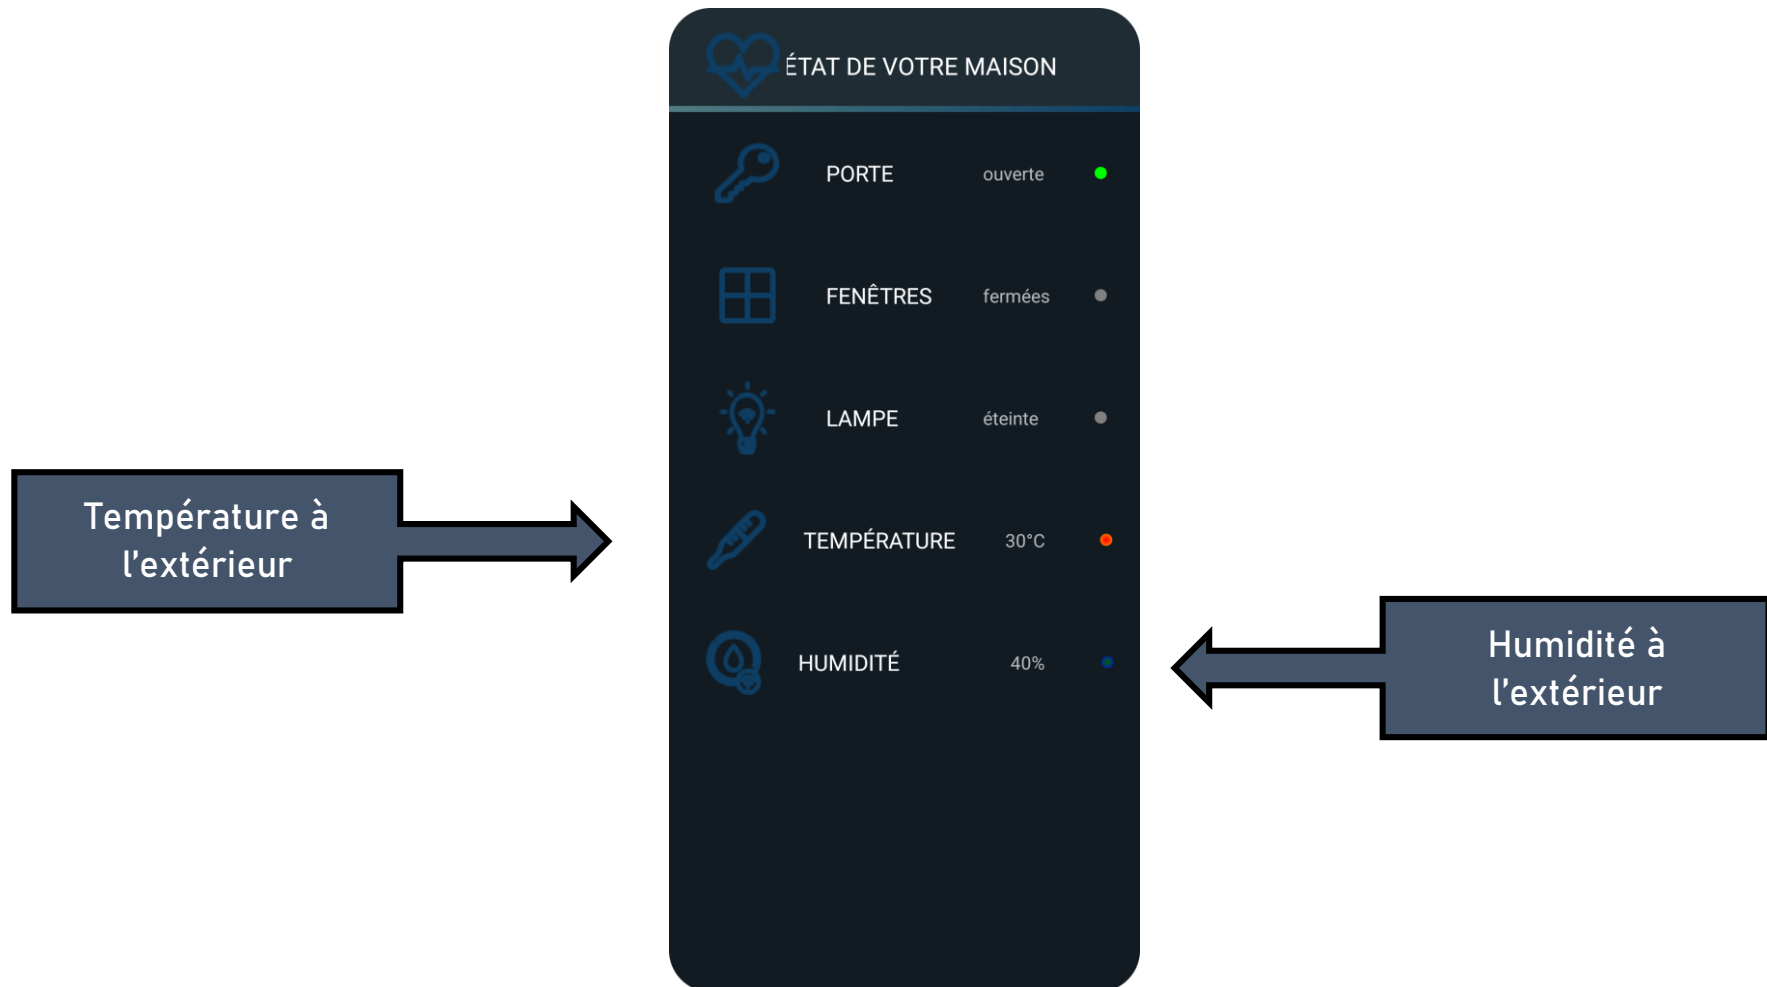 ÉTAT DE VOTRE MAISON
PORTE ouverte
FENÊTRES fermées
LAMPE éteinte
Température à
l'extérieur
TEMPÉRATURE 30°C
HUMIDITÉ 40%
Humidité à
l'extérieur